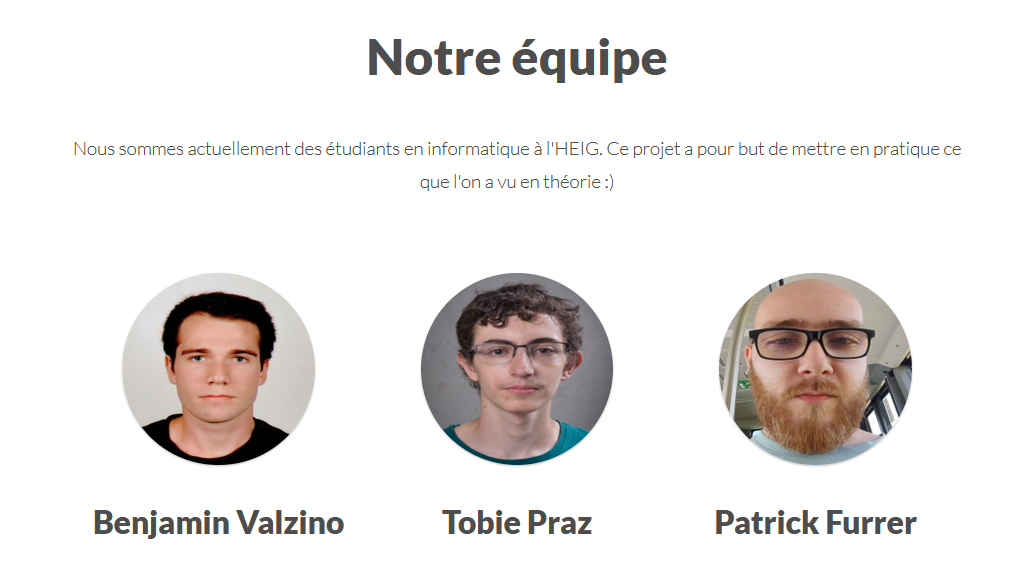 Notre équipe
Nous sommes actuellement des étudiants en informatique à l'HEIG. Ce projet a pour but de mettre en pratique ce
que l'on a vu en théorie :)
Benjamin Valzino
Tobie Praz
Patrick Furrer